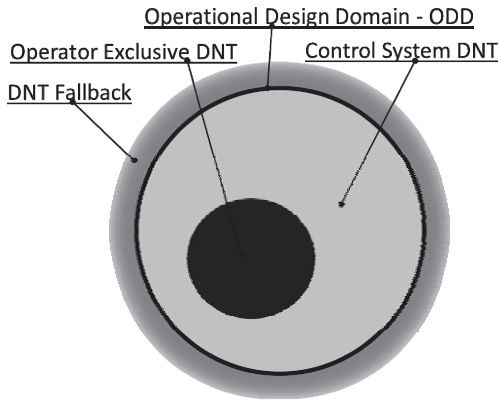 Operational Design Domain - ODD
Operator Exclusive DNT
Control System DNT
DNT Fallback